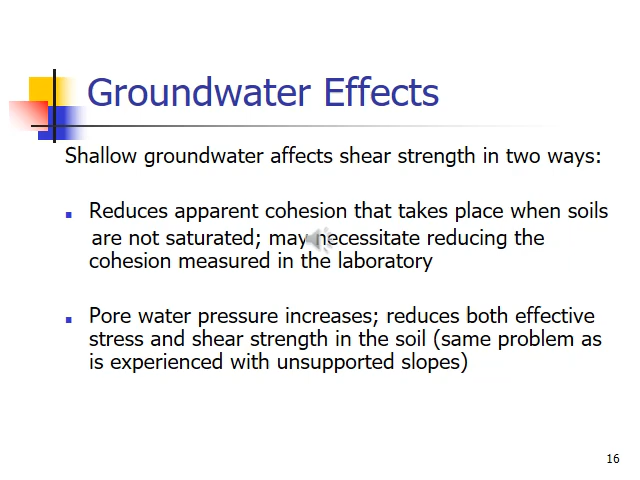 Groundwater Effects
Shallow groundwater affects shear strength in two ways:
Reduces apparent cohesion that takes place when soils
are not saturated; may necessitate reducing the
cohesion measured in the laboratory
Pore water pressure increases; reduces both effective
stress and shear strength in the soil (same problem as
is experienced with unsupported slopes)
16